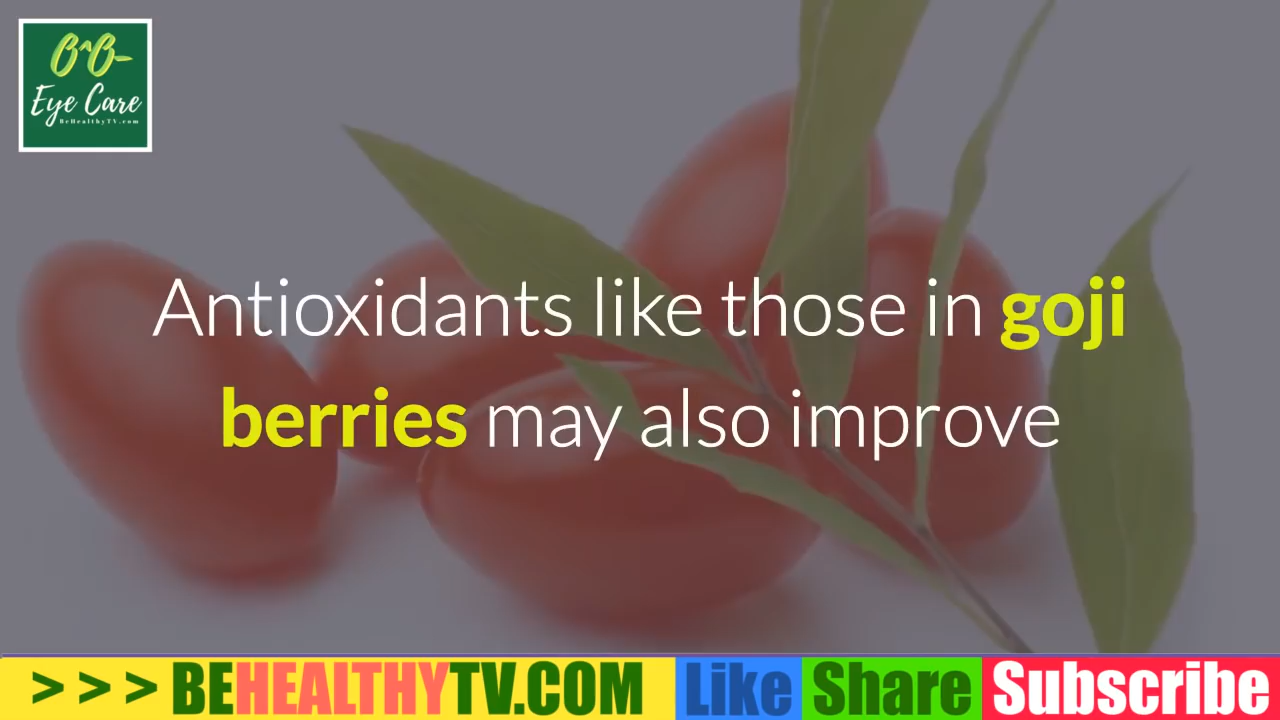 Eye Care
BeHealthyTV.com
Antioxidants like those in goji
berries may also improve
> > > BEHEALTHYTV.COM Like Share Subscribe